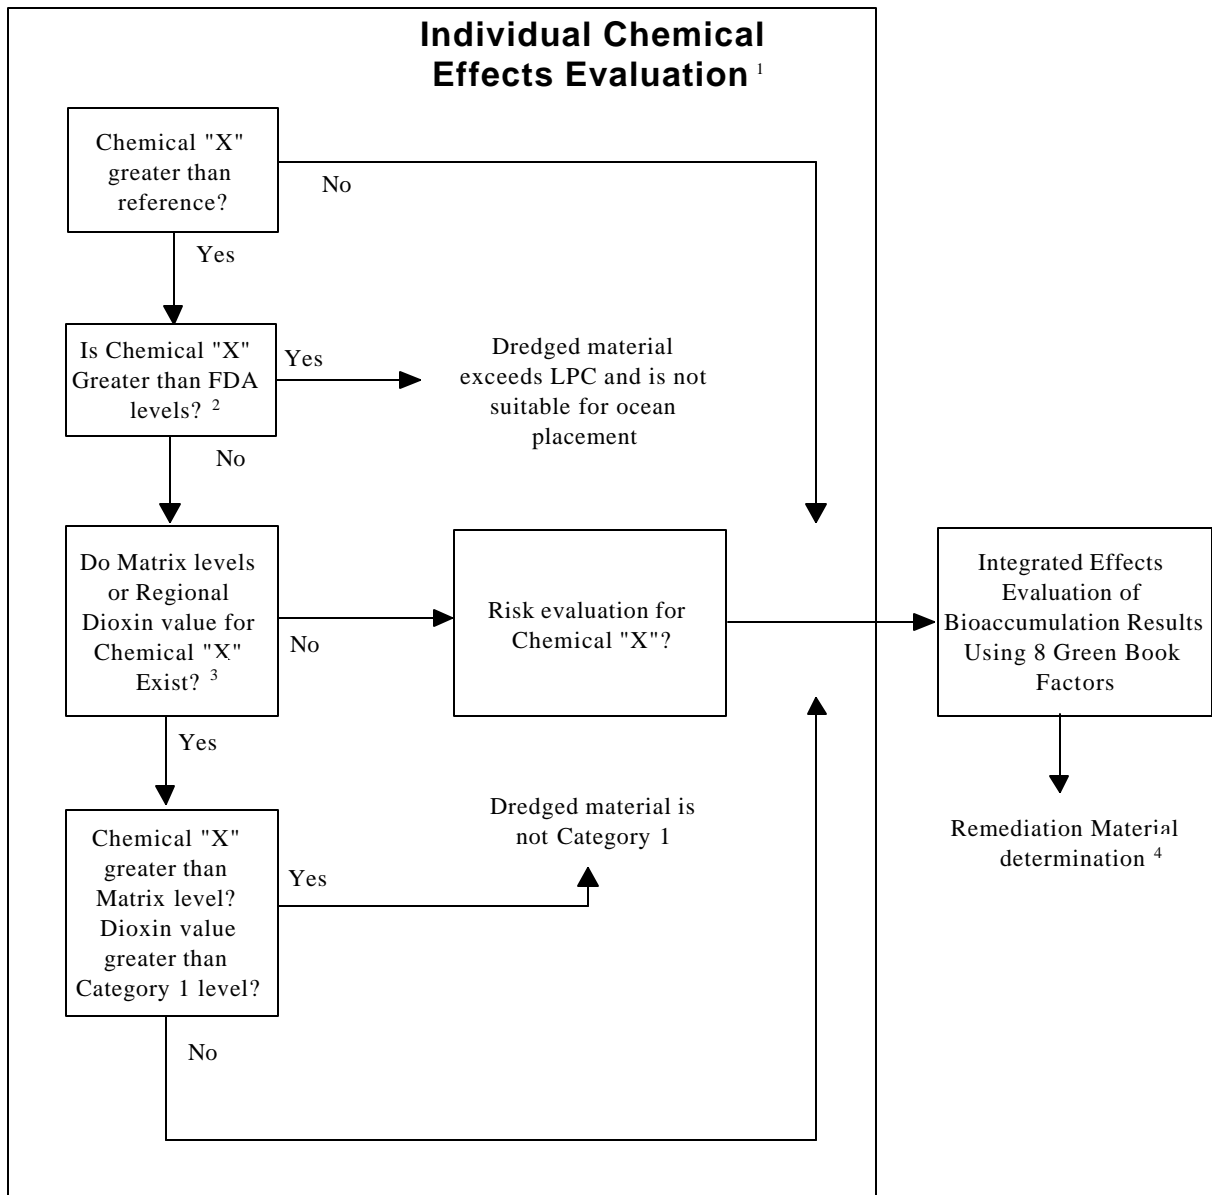 Individual Chemical
Effects Evaluation 1
Chemical "X"
greater than
reference?
No
Yes
Is Chemical "X"
Greater than FDA
levels? 2
Yes
Dredged material
exceeds LPC and is not
suitable for ocean
placement
No
Do Matrix levels
or Regional
Dioxin value for
Chemical "X"
Exist? 3
No
Risk evaluation for
Chemical "X"?
Integrated Effects
Evaluation of
Bioaccumulation Results
Using 8 Green Book
Factors
Yes
Chemical "X"
greater than
Matrix level?
Dioxin value
greater than
Category 1 level?
Yes
Dredged material is
not Category 1
Remediation Material
determination 4
No